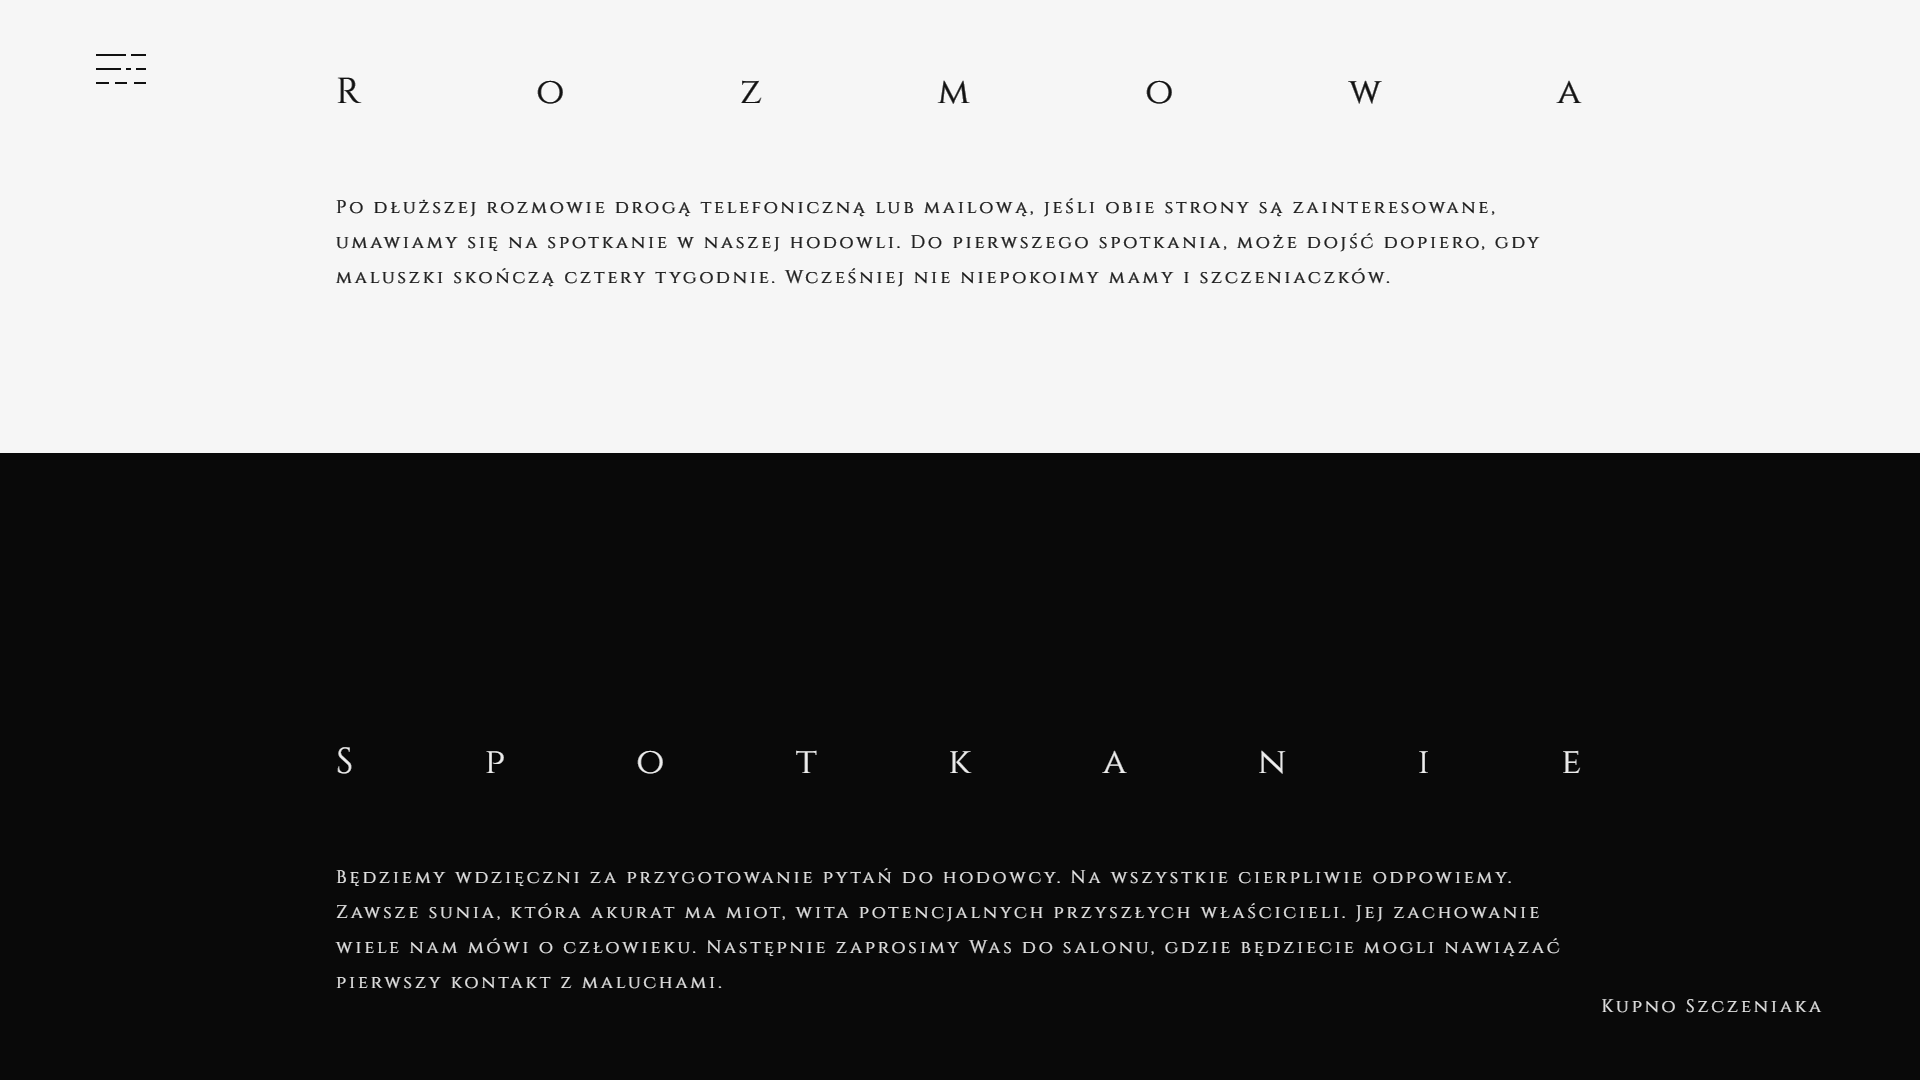 Rozmowa
Po dłuższej rozmowie drogą telefoniczną lub mailową, jeśli obie strony są zainteresowane,
umawiamy się na spotkanie w naszej hodowli. Do pierwszego spotkania, może dojść dopiero, gdy
maluszki skończą cztery tygodnie. Wcześniej nie niepokoimy mamy i szczeniaczków.
Spotkanie
Będziemy wdzięczni za przygotowanie pytań do hodowcy. Na wszystkie cierpliwie odpowiemy.
Zawsze sunia, która akurat ma miot, wita potencjalnych przyszłych właścicieli. Jej zachowanie
wiele nam mówi o człowieku. Następnie zaprosimy Was do salonu, gdzie będziecie mogli nawiązać
pierwszy kontakt z maluchami.
Kupno Szczeniaka